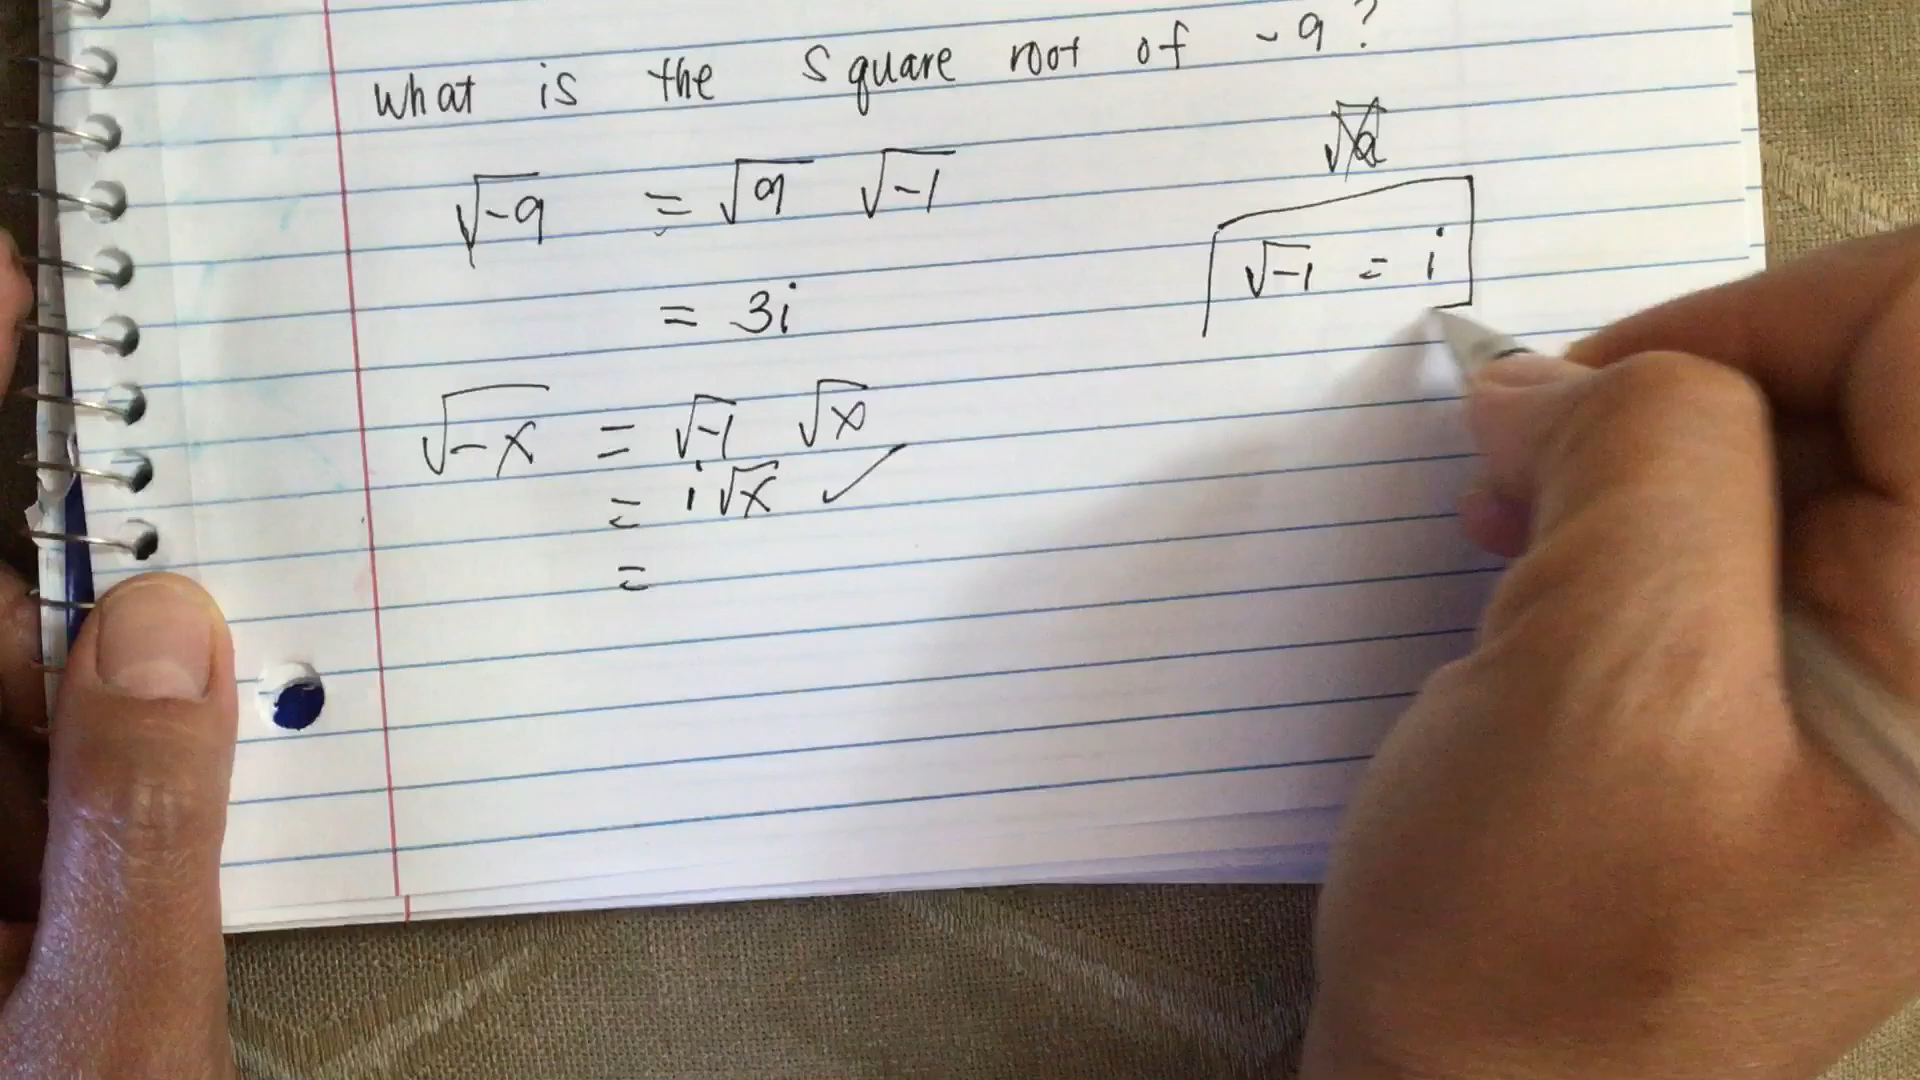 What is the square root of -9?
√-9 = √9 √-1
= 3i
√-x = √-1 √x
= i√x ✓
=
√-1 = i